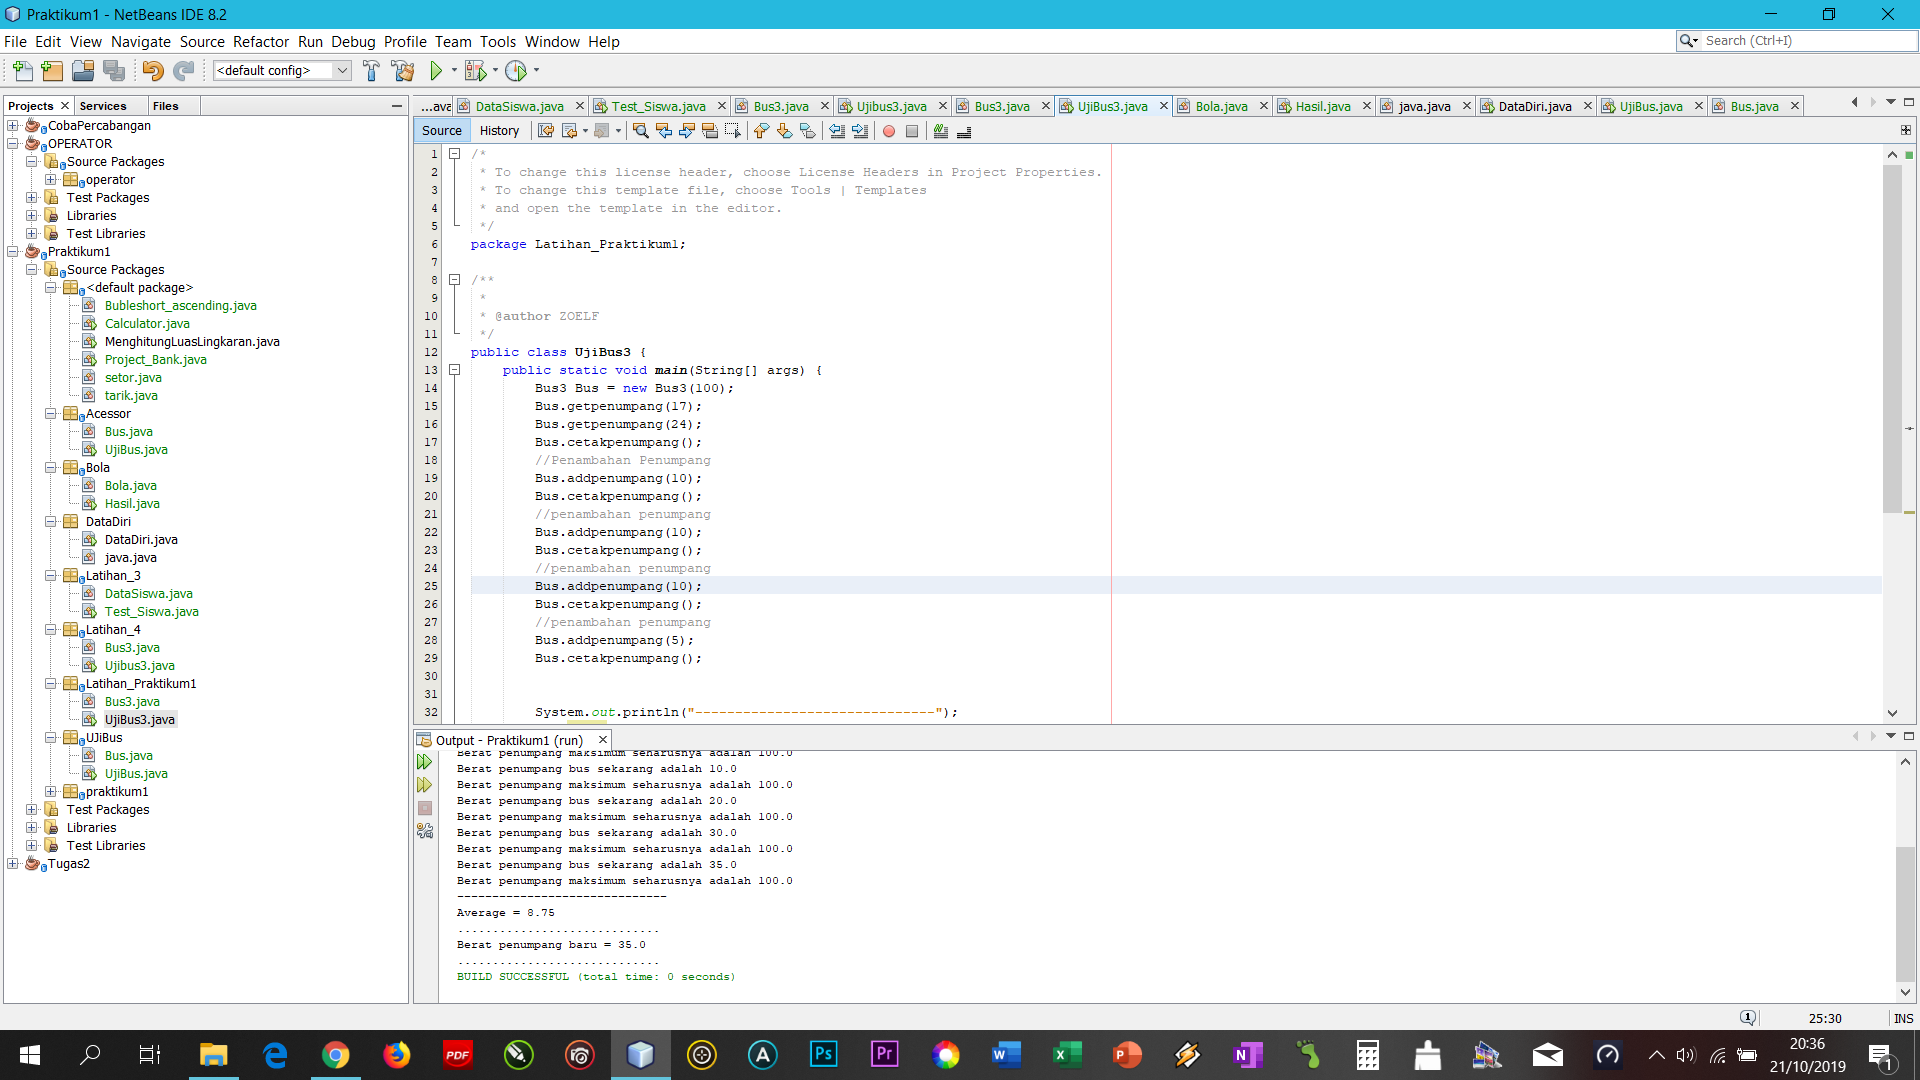 Praktikum1 - NetBeans IDE 8.2
File Edit View Navigate Source Refactor Run Debug Profile Team Tools Window Help
Search (Ctrl+I)
<default config>
Projects Services Files
CobaPercabangan
OPERATOR
Source Packages
operator
Test Packages
Libraries
Test Libraries
Praktikum1
Source Packages
<default package>
Bubleshort_ascending.java
Calculator.java
MenghitungLuasLingkaran.java
Project_Bank.java
setor.java
tarik.java
Acessor
Bus.java
UjiBus.java
Bola
Bola.java
Hasil.java
DataDiri
DataDiri.java
java.java
Latihan_3
DataSiswa.java
Test_Siswa.java
Latihan_4
Bus3.java
Ujibus3.java
Latihan_Praktikum1
Bus3.java
UjiBus3.java
UJiBus
Bus.java
UjiBus.java
praktikum1
Test Packages
Libraries
Test Libraries
Tugas2
...ava DataSiswa.java Test_Siswa.java Bus3.java Ujibus3.java Bus3.java UjiBus3.java Bola.java Hasil.java java.java DataDiri.java UjiBus.java Bus.java
Source History
1 /*
2 * To change this license header, choose License Headers in Project Properties.
3 * To change this template file, choose Tools | Templates
4 * and open the template in the editor.
5 */
6 package Latihan_Praktikum1;
7
8 /**
9 *
10 * @author ZOELF
11 */
12 public class UjiBus3 {
13 public static void main(String[] args) {
14 Bus3 Bus = new Bus3(100);
15 Bus.getpenumpang(17);
16 Bus.getpenumpang(24);
17 Bus.cetakpenumpang();
18 //Penambahan Penumpang
19 Bus.addpenumpang(10);
20 Bus.cetakpenumpang();
21 //penambahan penumpang
22 Bus.addpenumpang(10);
23 Bus.cetakpenumpang();
24 //penambahan penumpang
25 Bus.addpenumpang(10);
26 Bus.cetakpenumpang();
27 //penambahan penumpang
28 Bus.addpenumpang(5);
29 Bus.cetakpenumpang();
30
31
32 System.out.println("------------------------------");
Output - Praktikum1 (run)
Berat penumpang maksimum seharusnya adalah 100.0
Berat penumpang bus sekarang adalah 10.0
Berat penumpang maksimum seharusnya adalah 100.0
Berat penumpang bus sekarang adalah 20.0
Berat penumpang maksimum seharusnya adalah 100.0
Berat penumpang bus sekarang adalah 30.0
Berat penumpang maksimum seharusnya adalah 100.0
Berat penumpang bus sekarang adalah 35.0
Berat penumpang maksimum seharusnya adalah 100.0
------------------------------
Average = 8.75
.............................
Berat penumpang baru = 35.0
.............................
BUILD SUCCESSFUL (total time: 0 seconds)
1
25:30 INS
PDF
Ps
Pr
20:36
21/10/2019
1